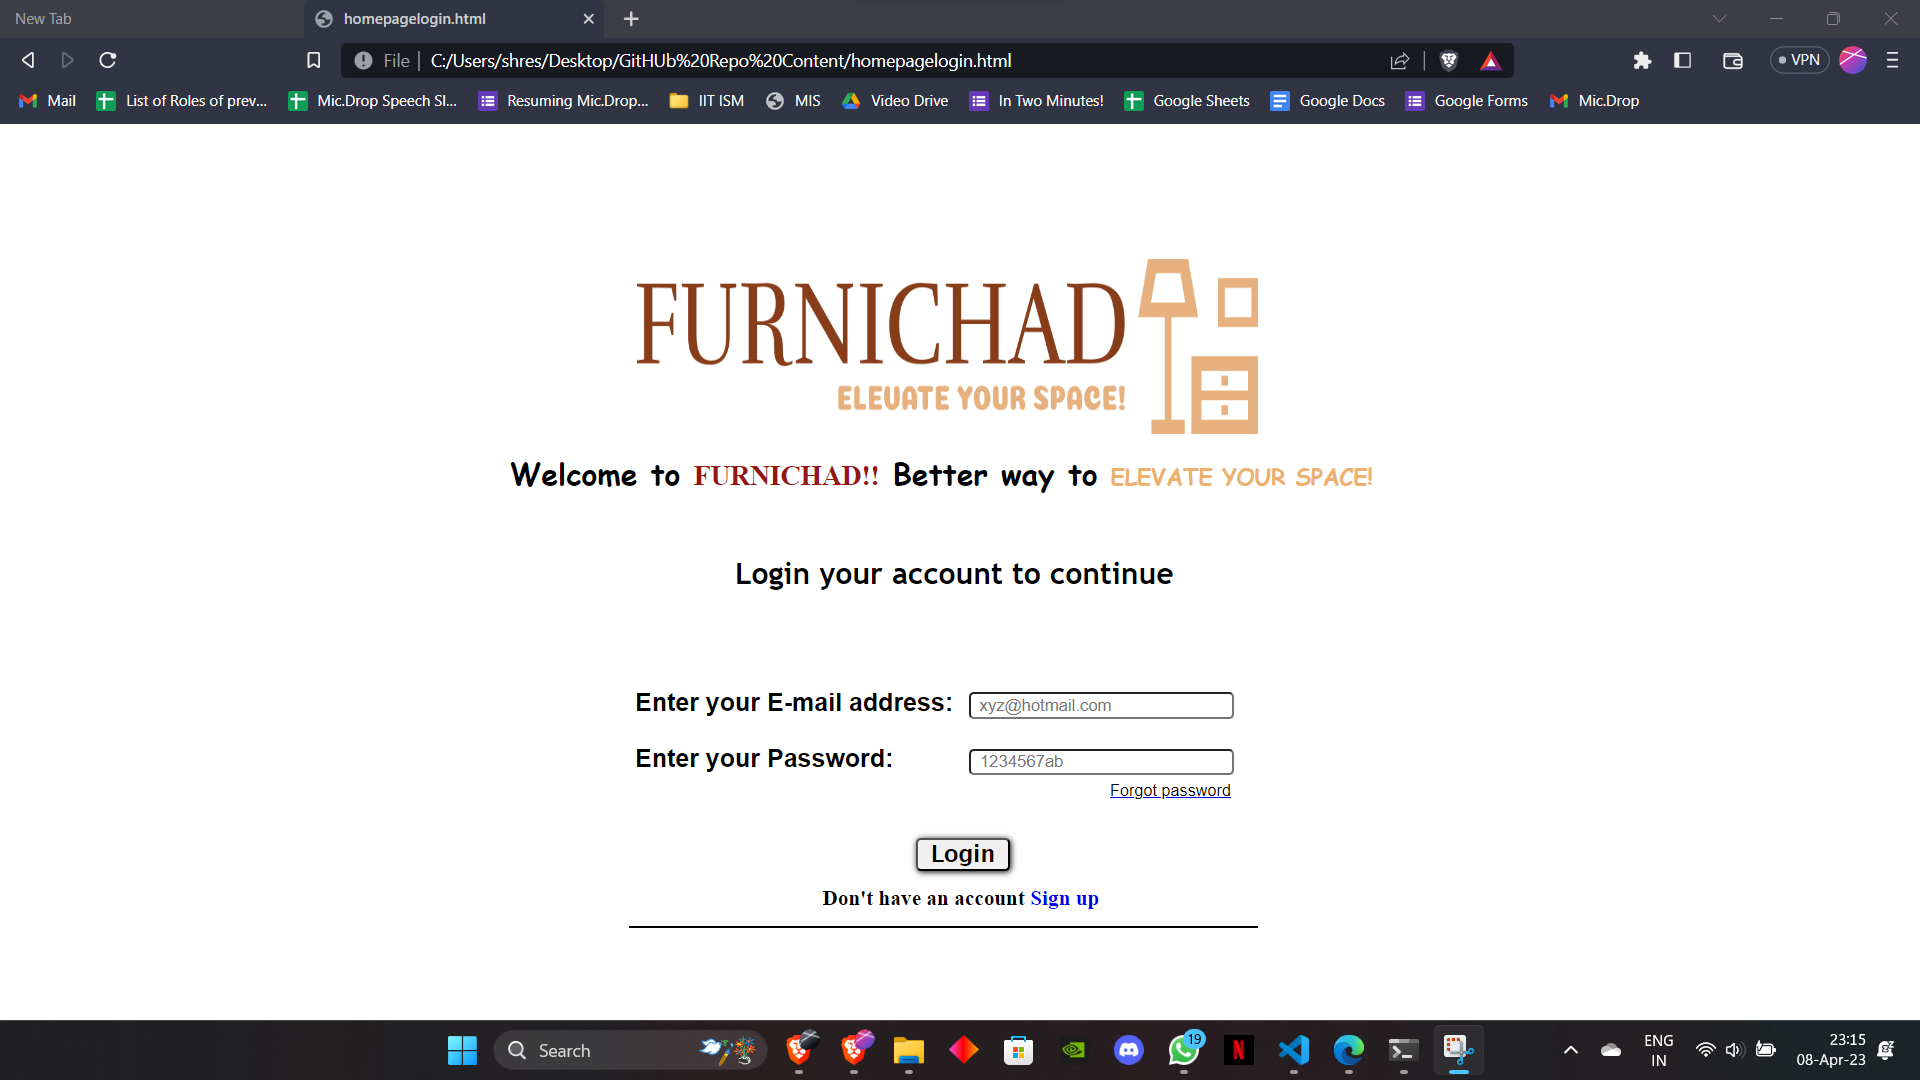 New Tab
homepagelogin.html
File | C:/Users/shres/Desktop/GitHUb%20Repo%20Content/homepagelogin.html
VPN
Mail
List of Roles of prev...
Mic.Drop Speech Sl...
Resuming Mic.Drop...
IIT ISM
MIS
Video Drive
In Two Minutes!
Google Sheets
Google Docs
Google Forms
Mic.Drop
FURNICHAD
ELEVATE YOUR SPACE!
Welcome to FURNICHAD!! Better way to ELEVATE YOUR SPACE!
Login your account to continue
Enter your E-mail address: xyz@hotmail.com
Enter your Password: 1234567ab
Forgot password
Login
Don't have an account Sign up
Search
19
N
ENG
IN
23:15
08-Apr-23